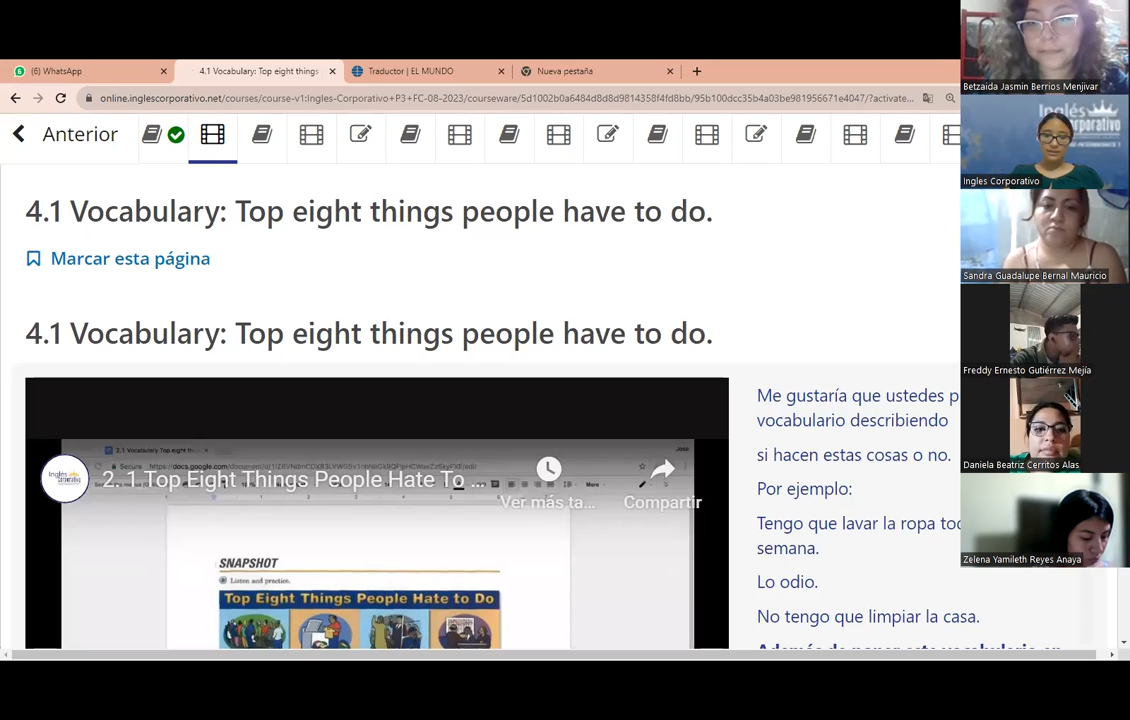 (6) WhatsApp
4.1 Vocabulary: Top eight things
Traductor | EL MUNDO
Nueva pestaña
online.inglescorporativo.net/courses/course-v1:Ingles-Corporativo+P3+FC-08-2023/courseware/5d1002b0a6484d8d8d9814358f4fd8bb/95b100dcc35b4a03be981956671e4047/?activate...
Anterior
4.1 Vocabulary: Top eight things people have to do.
Marcar esta página
4.1 Vocabulary: Top eight things people have to do.
2. 1 Top Eight Things People Hate To ...
Ver más ta...
Compartir
SNAPSHOT
Listen and practice.
Top Eight Things People Hate to Do
Me gustaría que ustedes p
vocabulario describiendo
si hacen estas cosas o no.
Por ejemplo:
Tengo que lavar la ropa to
semana.
Lo odio.
No tengo que limpiar la casa.
Betzaida Jasmin Berrios Menjivar
Inglés
Corporativo
Ingles Corporativo
Sandra Guadalupe Bernal Mauricio
Freddy Ernesto Gutiérrez Mejía
Daniela Beatriz Cerritos Alas
Zelena Yamileth Reyes Anaya